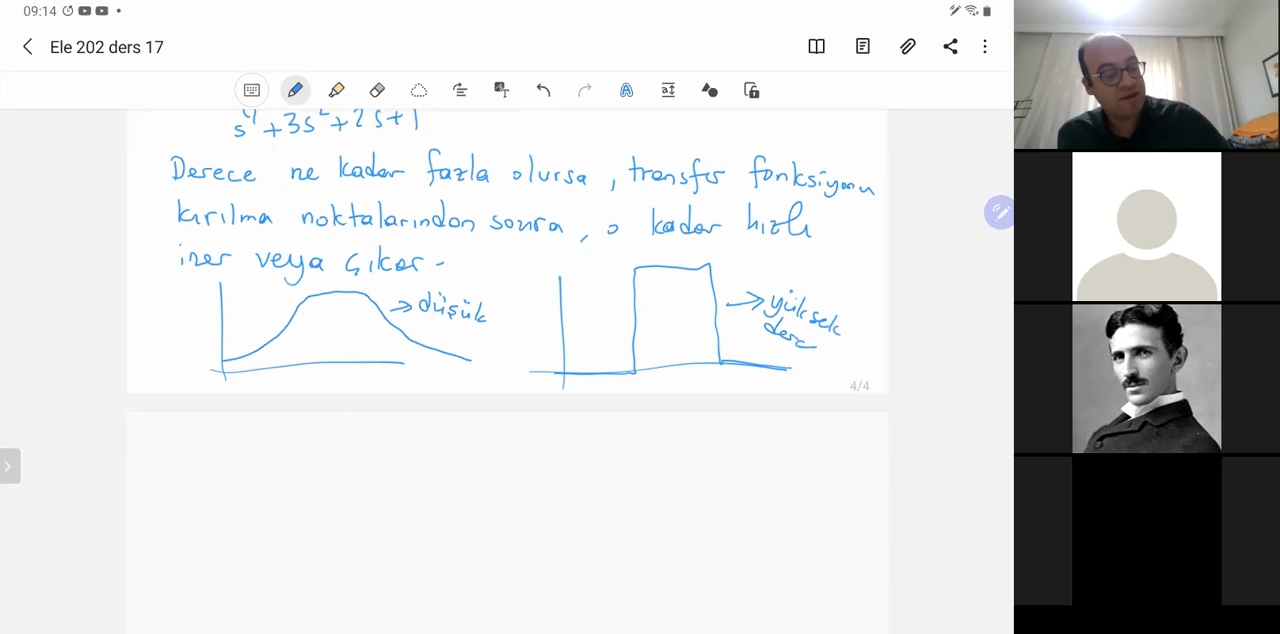 09:14
Ele 202 ders 17
s⁴+3s²+2s+1
Derece ne kadar fazla olursa, transfer fonksiyonu
kırılma noktalarından sonra, o kadar hızlı
iner veya çıkar.
→düşük
→yüksek
derc
4/4